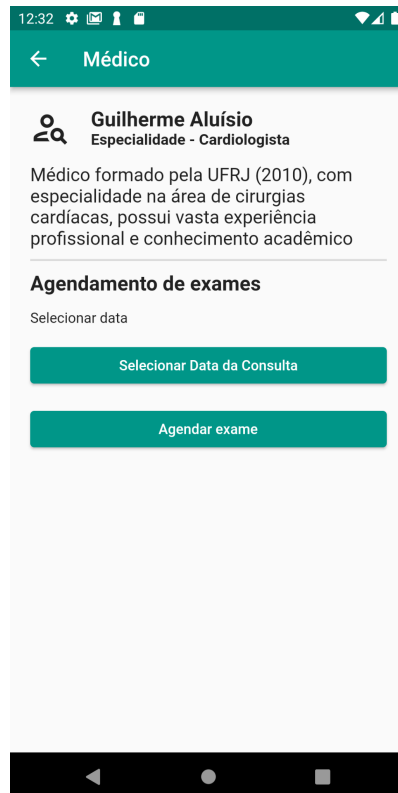 12:32
Médico
Guilherme Aluísio
Especialidade - Cardiologista
Médico formado pela UFRJ (2010), com
especialidade na área de cirurgias
cardíacas, possui vasta experiência
profissional e conhecimento acadêmico
Agendamento de exames
Selecionar data
Selecionar Data da Consulta
Agendar exame